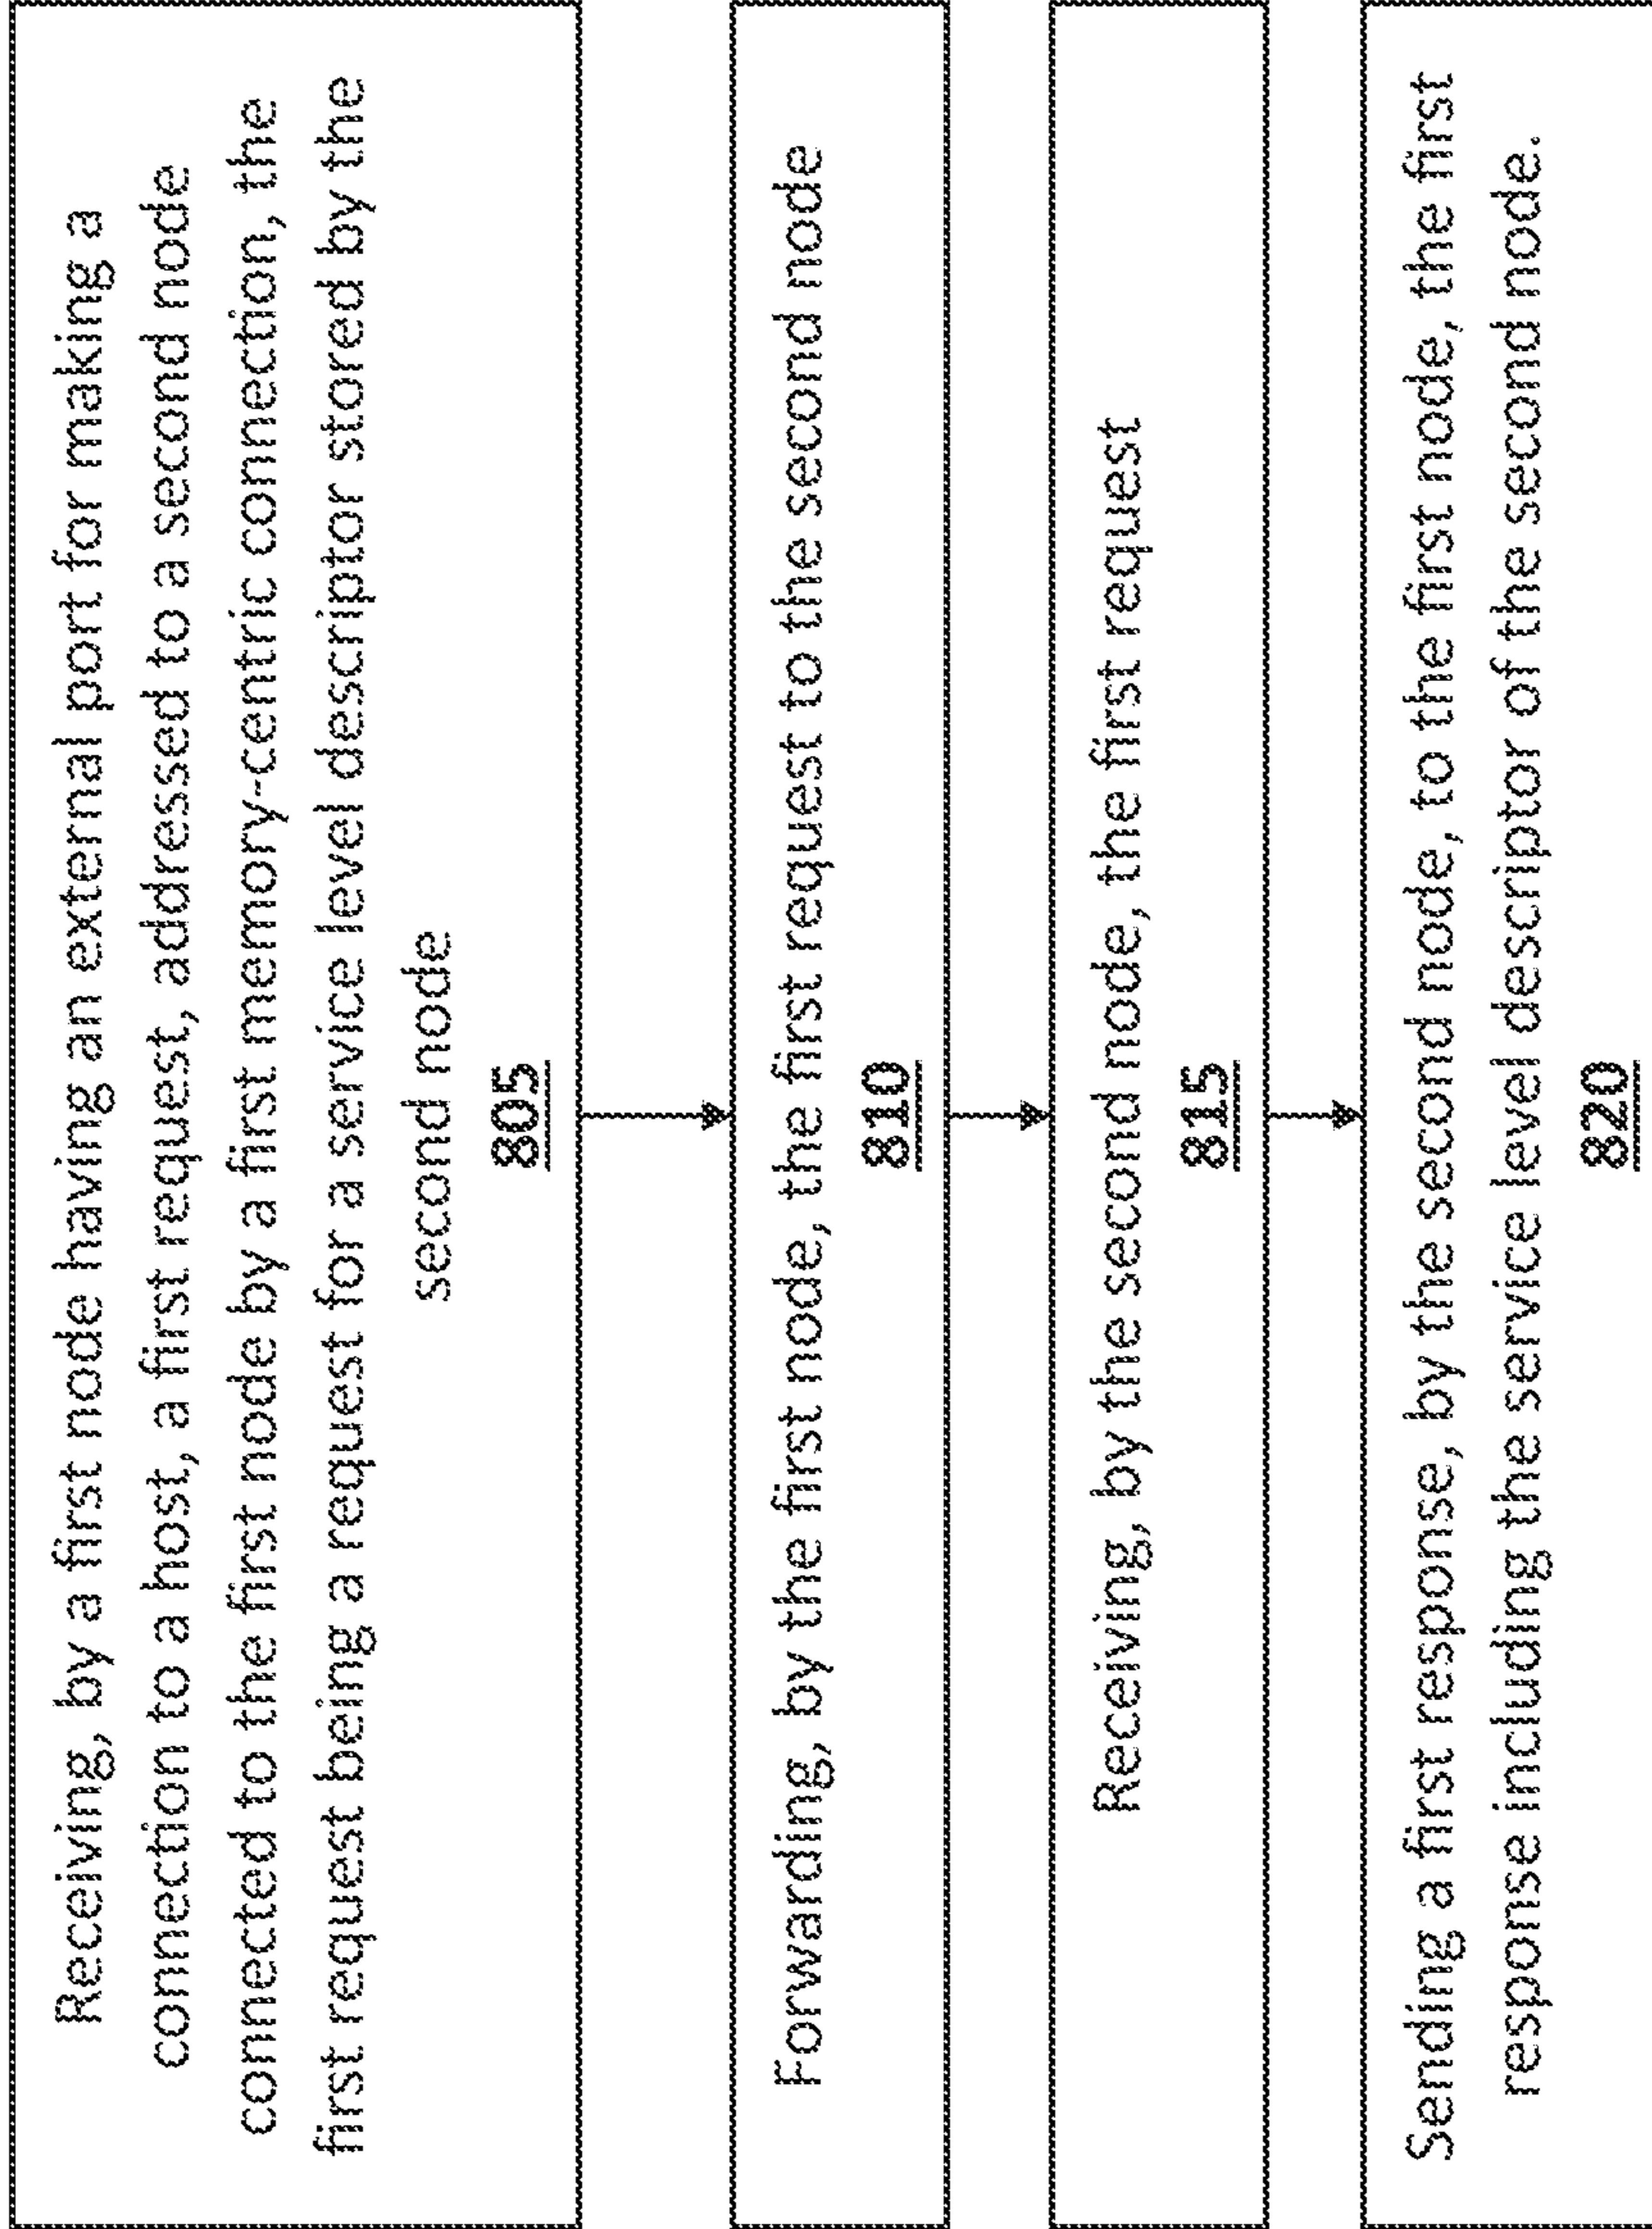 Receiving, by a first node having an external port for making a
connection to a host, a first request, addressed to a second node
connected to the first node by a first memory-centric connection, the
first request being a request for a service level descriptor stored by the
second node
805
Forwarding, by the first node, the first request to the second node
810
Receiving, by the second node, the first request
815
Sending a first response, by the second node, to the first node, the first
response including the service level descriptor of the second node.
820